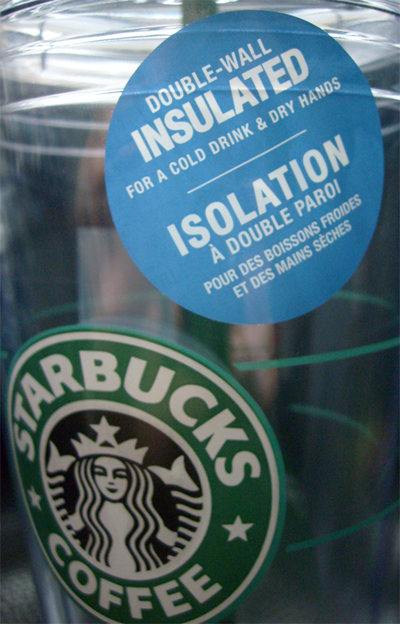 DOUBLE-WALL
INSULATED
FOR A COLD DRINK & DRY HANDS
ISOLATION
À DOUBLE PAROI
POUR DES BOISSONS FROIDES
ET DES MAINS SÈCHES
STARBUCKS
COFFEE